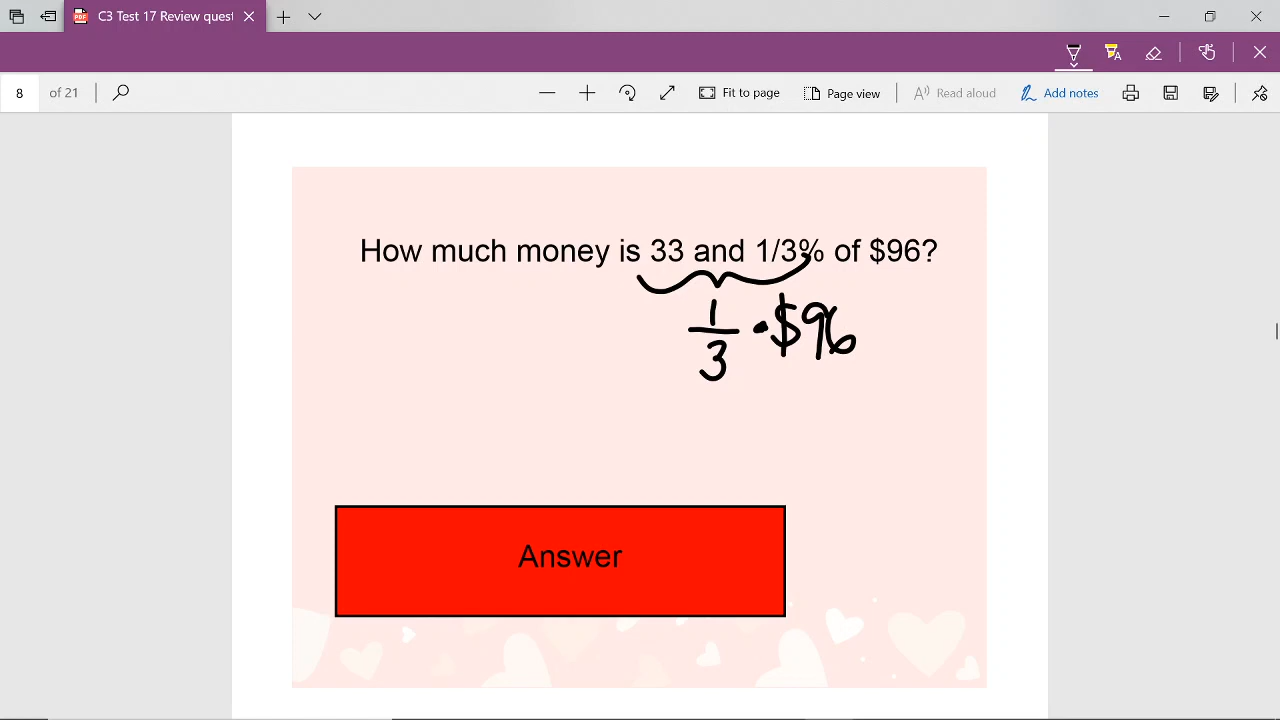 C3 Test 17 Review quest
8 of 21
Fit to page
Page view
Read aloud
Add notes
How much money is 33 and 1/3% of $96?
1
3
• $96
Answer